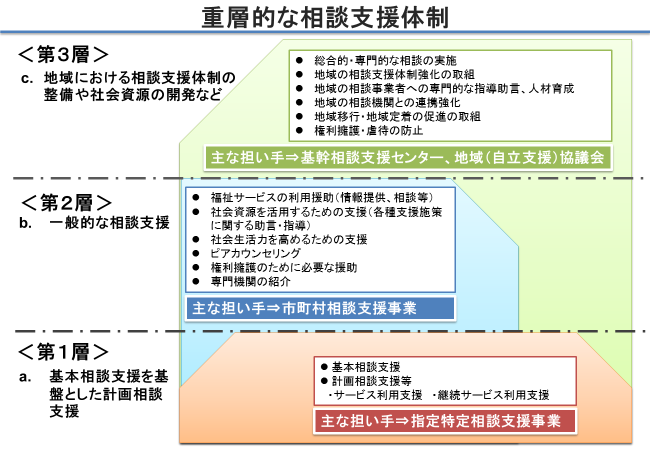 重層的な相談支援体制
＜第３層＞
c. 地域における相談支援体制の
整備や社会資源の開発など
● 総合的・専門的な相談の実施
● 地域の相談支援体制強化の取組
● 地域の相談事業者への専門的な指導助言、人材育成
● 地域の相談機関との連携強化
● 地域移行・地域定着の促進の取組
● 権利擁護・虐待の防止
主な担い手⇒基幹相談支援センター、地域（自立支援）協議会
＜第２層＞
b. 一般的な相談支援
● 福祉サービスの利用援助（情報提供、相談等）
● 社会資源を活用するための支援（各種支援施策
に関する助言・指導）
● 社会生活力を高めるための支援
● ピアカウンセリング
● 権利擁護のために必要な援助
● 専門機関の紹介
主な担い手⇒市町村相談支援事業
＜第１層＞
a. 基本相談支援を基
盤とした計画相談
支援
● 基本相談支援
● 計画相談支援等
・サービス利用支援 ・継続サービス利用支援
主な担い手⇒指定特定相談支援事業